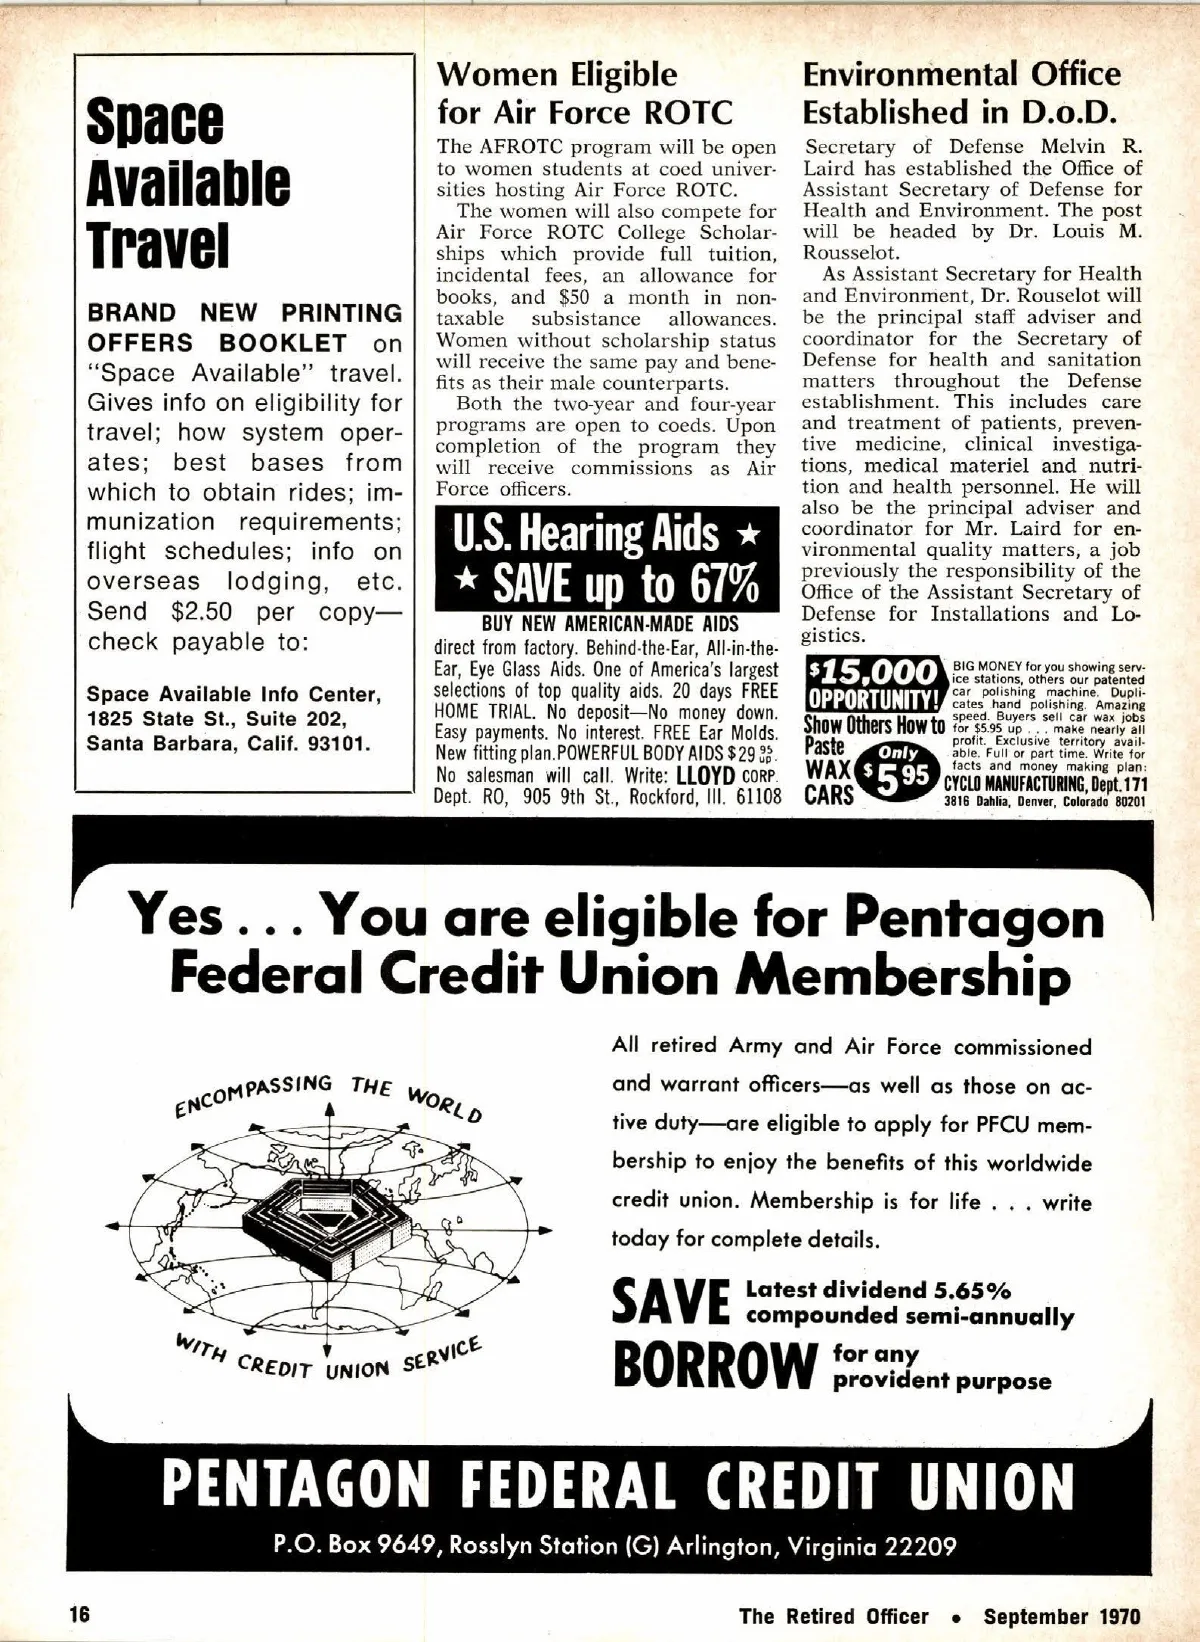 Space
Available
Travel
BRAND NEW PRINTING
OFFERS BOOKLET on
“Space Available” travel.
Gives info on eligibility for
travel; how system oper-
ates; best bases from
which to obtain rides; im-
munization requirements;
flight schedules; info on
overseas lodging, etc.
Send $2.50 per copy—
check payable to:
Space Available Info Center,
1825 State St., Suite 202,
Santa Barbara, Calif. 93101.
Women Eligible
for Air Force ROTC
The AFROTC program will be open
to women students at coed univer-
sities hosting Air Force ROTC.
The women will also compete for
Air Force ROTC College Scholar-
ships which provide full tuition,
incidental fees, an allowance for
books, and $50 a month in non-
taxable subsistance allowances.
Women without scholarship status
will receive the same pay and bene-
fits as their male counterparts.
Both the two-year and four-year
programs are open to coeds. Upon
completion of the program they
will receive commissions as Air
Force officers.
U.S. Hearing Aids ★
★ SAVE up to 67%
BUY NEW AMERICAN-MADE AIDS
direct from factory. Behind-the-Ear, All-in-the-
Ear, Eye Glass Aids. One of America's largest
selections of top quality aids. 20 days FREE
HOME TRIAL. No deposit—No money down.
Easy payments. No interest. FREE Ear Molds.
New fitting plan. POWERFUL BODY AIDS $29 95 up.
No salesman will call. Write: LLOYD CORP.
Dept. RO, 905 9th St., Rockford, Ill. 61108
Environmental Office
Established in D.o.D.
Secretary of Defense Melvin R.
Laird has established the Office of
Assistant Secretary of Defense for
Health and Environment. The post
will be headed by Dr. Louis M.
Rousselot.
As Assistant Secretary for Health
and Environment, Dr. Rouselot will
be the principal staff adviser and
coordinator for the Secretary of
Defense for health and sanitation
matters throughout the Defense
establishment. This includes care
and treatment of patients, preven-
tive medicine, clinical investiga-
tions, medical materiel and nutri-
tion and health personnel. He will
also be the principal adviser and
coordinator for Mr. Laird for en-
vironmental quality matters, a job
previously the responsibility of the
Office of the Assistant Secretary of
Defense for Installations and Lo-
gistics.
$15,000
OPPORTUNITY!
Show Others How to
Paste
WAX
CARS
Only
$5.95
BIG MONEY for you showing serv-
ice stations, others our patented
car polishing machine. Dupli-
cates hand polishing. Amazing
speed. Buyers sell car wax jobs
for $5.95 up . . . make nearly all
profit. Exclusive territory avail-
able. Full or part time. Write for
facts and money making plan:
CYCLO MANUFACTURING, Dept. 171
3816 Dahlia, Denver, Colorado 80201
Yes . . . You are eligible for Pentagon
Federal Credit Union Membership
ENCOMPASSING THE WORLD
WITH CREDIT UNION SERVICE
All retired Army and Air Force commissioned
and warrant officers—as well as those on ac-
tive duty—are eligible to apply for PFCU mem-
bership to enjoy the benefits of this worldwide
credit union. Membership is for life . . . write
today for complete details.
SAVE Latest dividend 5.65%
compounded semi-annually
BORROW for any
provident purpose
PENTAGON FEDERAL CREDIT UNION
P.O. Box 9649, Rosslyn Station (G) Arlington, Virginia 22209
16
The Retired Officer • September 1970